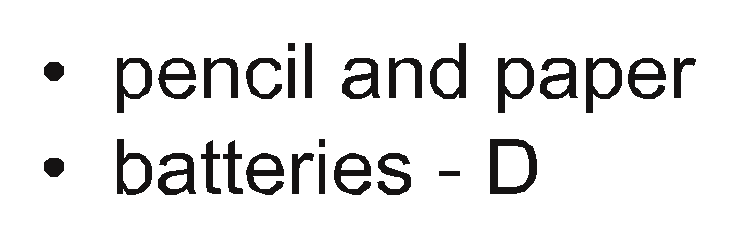 • pencil and paper
• batteries - D